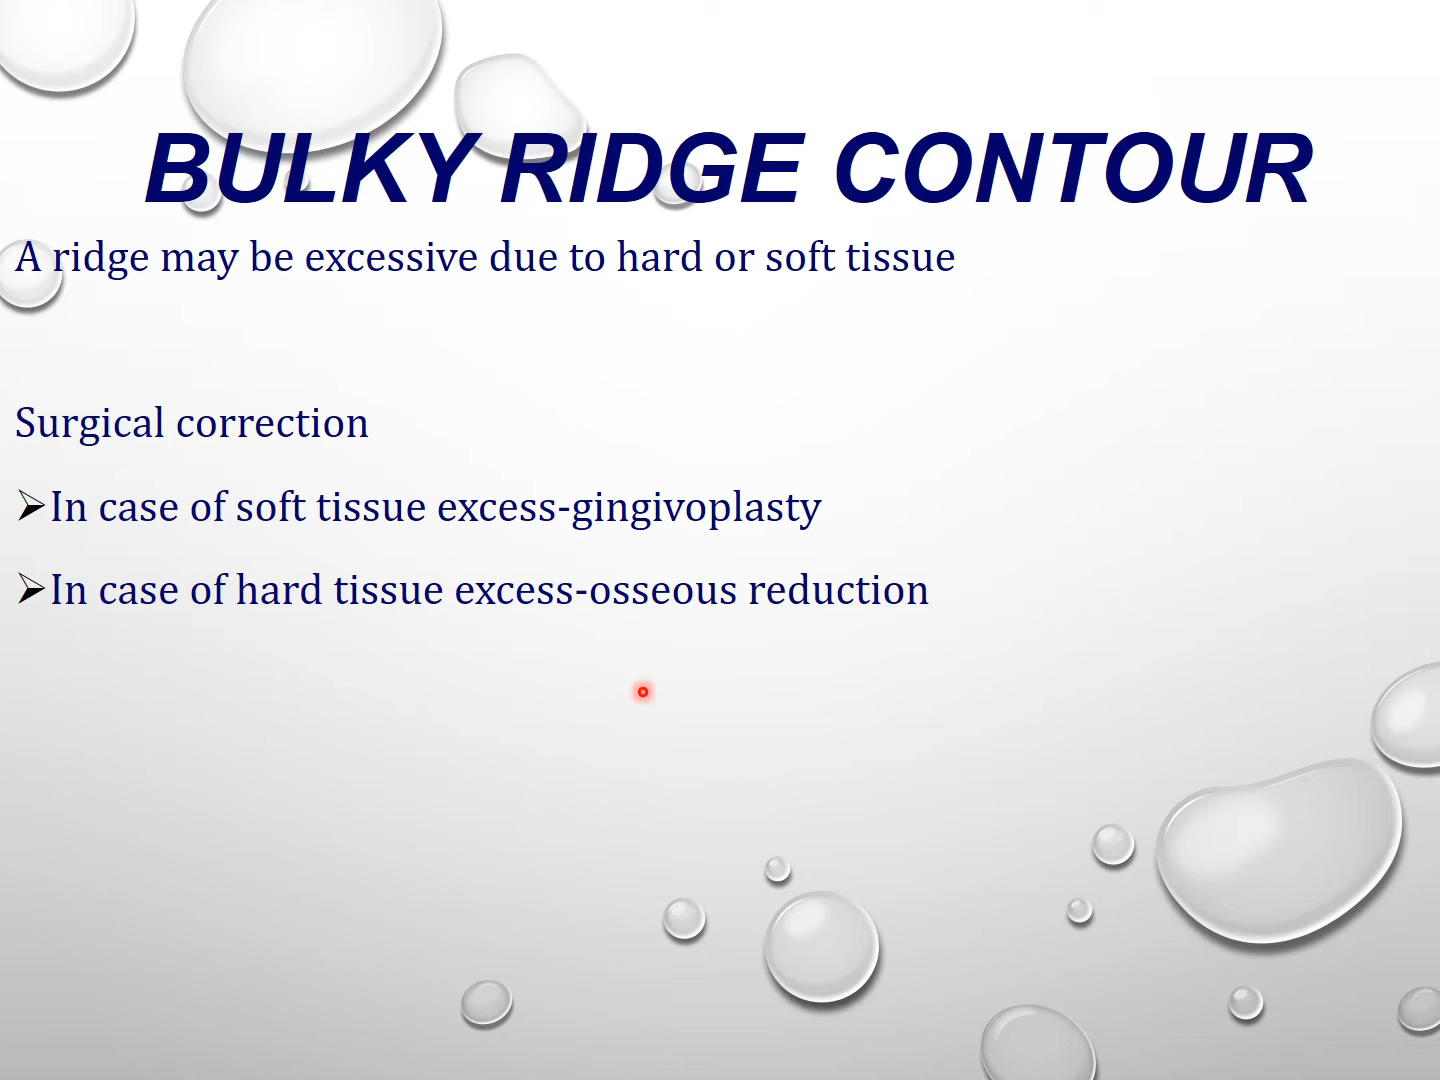 BULKY RIDGE CONTOUR
A ridge may be excessive due to hard or soft tissue
Surgical correction
➢In case of soft tissue excess-gingivoplasty
➢In case of hard tissue excess-osseous reduction